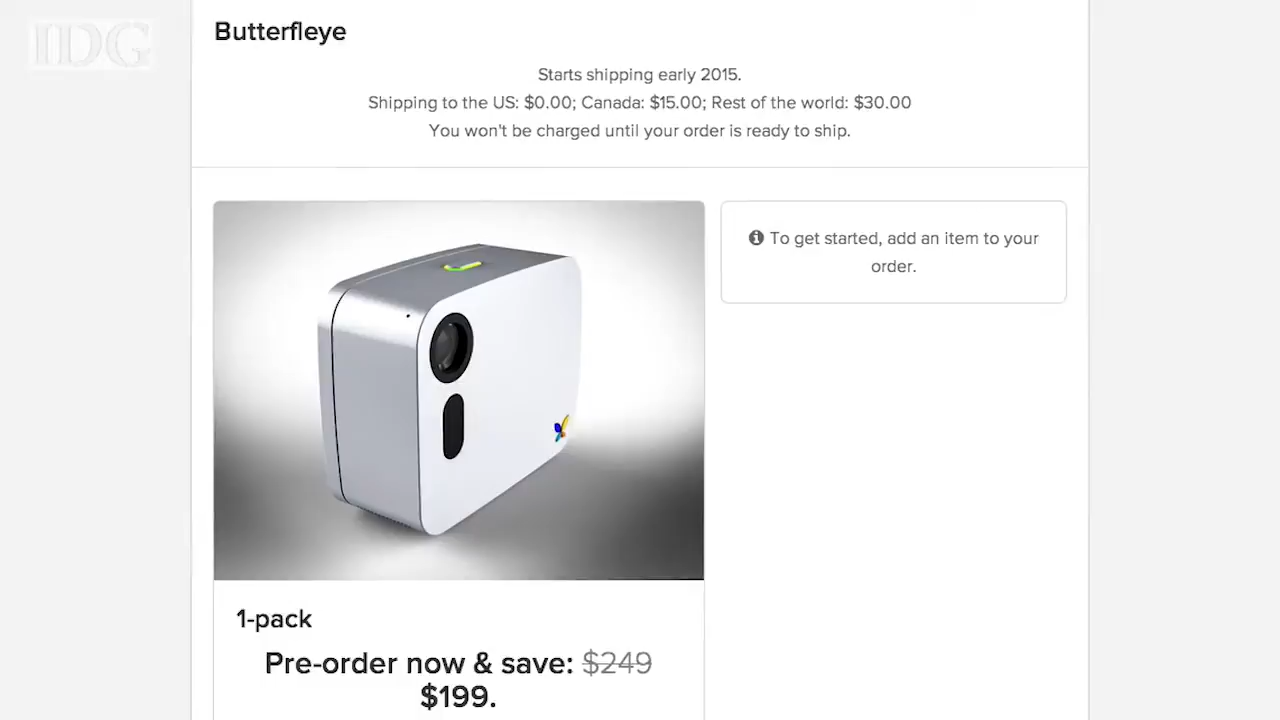 IDG
Butterfleye
Starts shipping early 2015.
Shipping to the US: $0.00; Canada: $15.00; Rest of the world: $30.00
You won't be charged until your order is ready to ship.
To get started, add an item to your
order.
1-pack
Pre-order now & save: $249
$199.